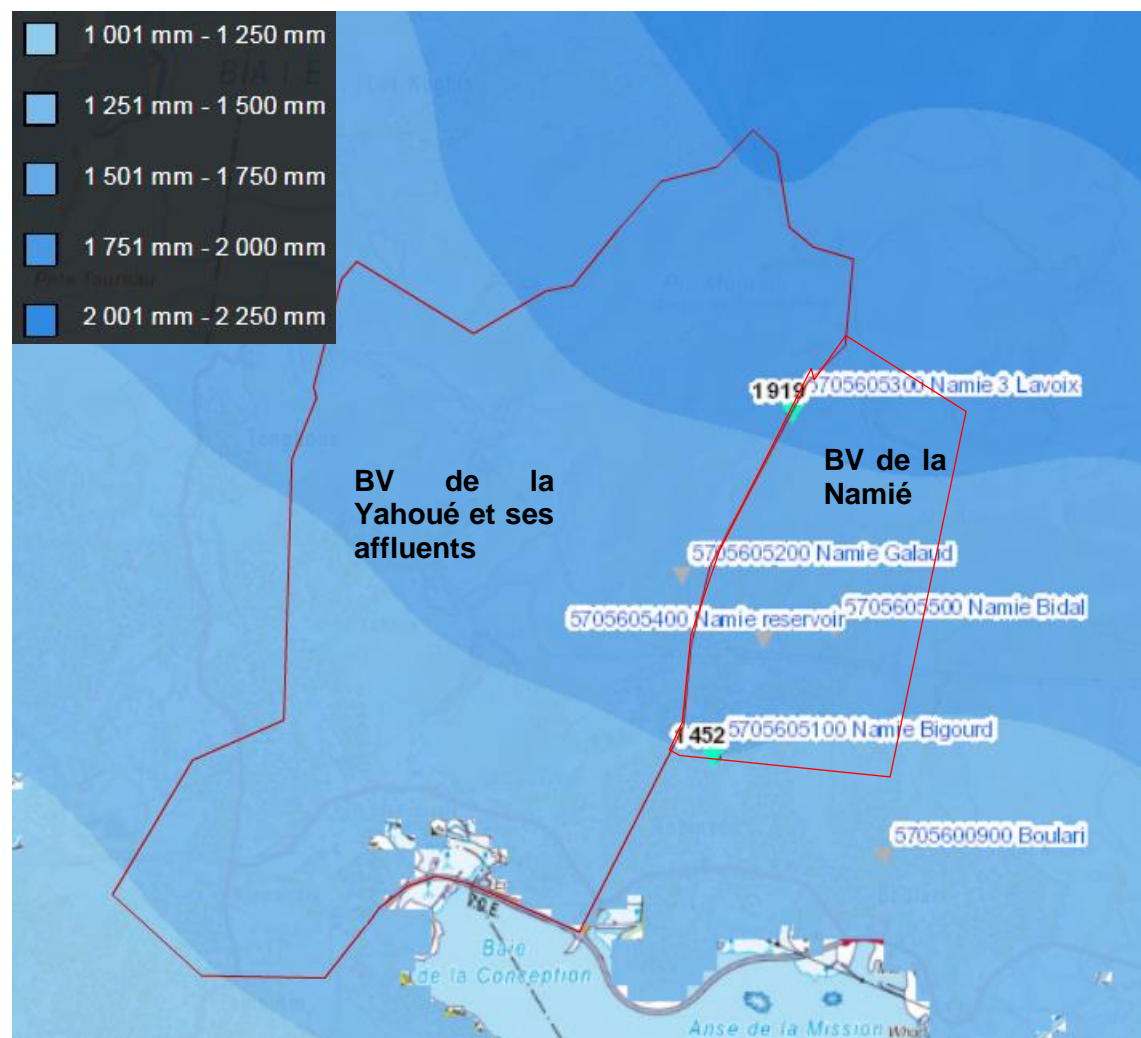 1 001 mm - 1 250 mm
1 251 mm - 1 500 mm
1 501 mm - 1 750 mm
1 751 mm - 2 000 mm
2 001 mm - 2 250 mm
1 919
5705605300 Namie 3 Lavoix
BV de la
Namié
BV de la
Yahoué et ses
affluents
5705605200 Namie Galaud
5705605400 Namie reservoir
5705605500 Namie Bidal
1 452
5705605100 Namie Bigourd
5705600900 Boulari
Baie
de la Conception
Anse de la Mission